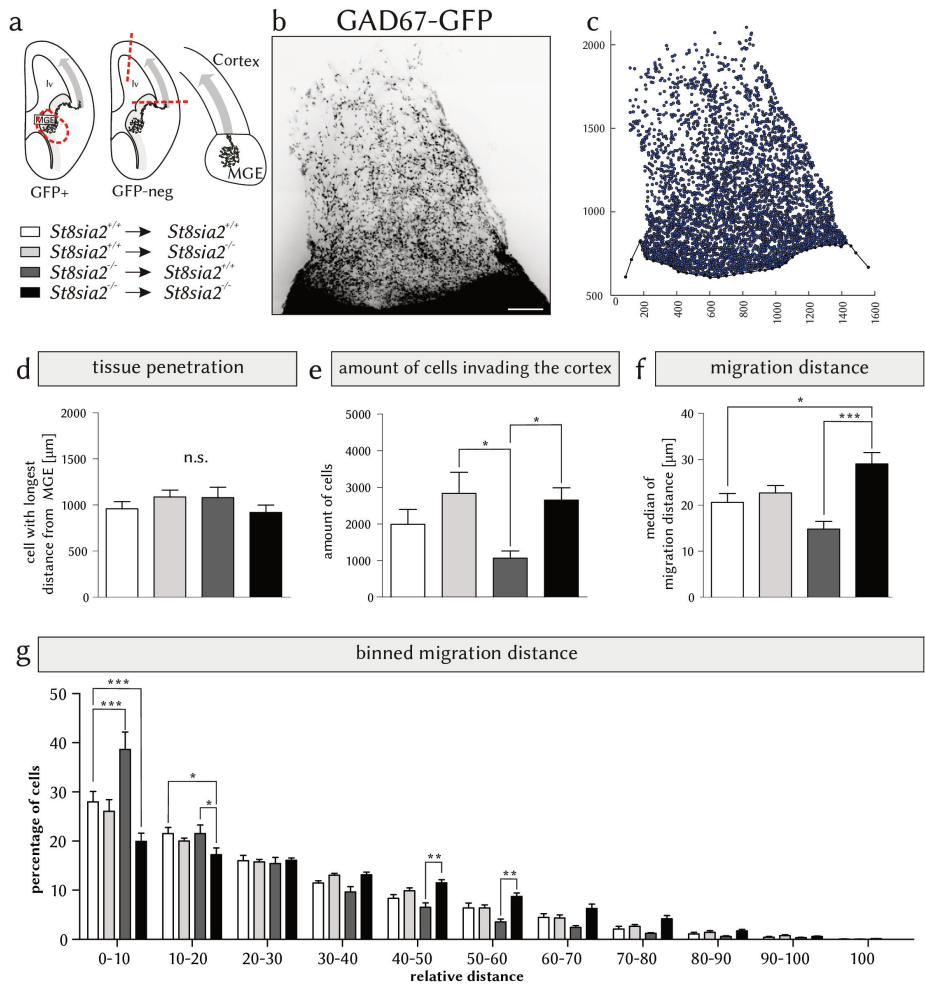 a
lv
MGE
GFP+
lv
GFP-neg
Cortex
MGE
St8sia2+/+ → St8sia2+/+
St8sia2+/+ → St8sia2-/-
St8sia2-/- → St8sia2+/+
St8sia2-/- → St8sia2-/-
b GAD67-GFP
c
2000
1500
1000
500
0 200 400 600 800 1000 1200 1400 1600
d tissue penetration
cell with longest
distance from MGE [µm]
2000
1500
1000
500
0
n.s.
e amount of cells invading the cortex
amount of cells
5000
4000
3000
2000
1000
0
* *
f migration distance
median of
migration distance [µm]
40
30
20
10
0
*
***
g binned migration distance
percentage of cells
50
40
30
20
10
0
***
***
*
*
**
**
0-10 10-20 20-30 30-40 40-50 50-60 60-70 70-80 80-90 90-100 100
relative distance